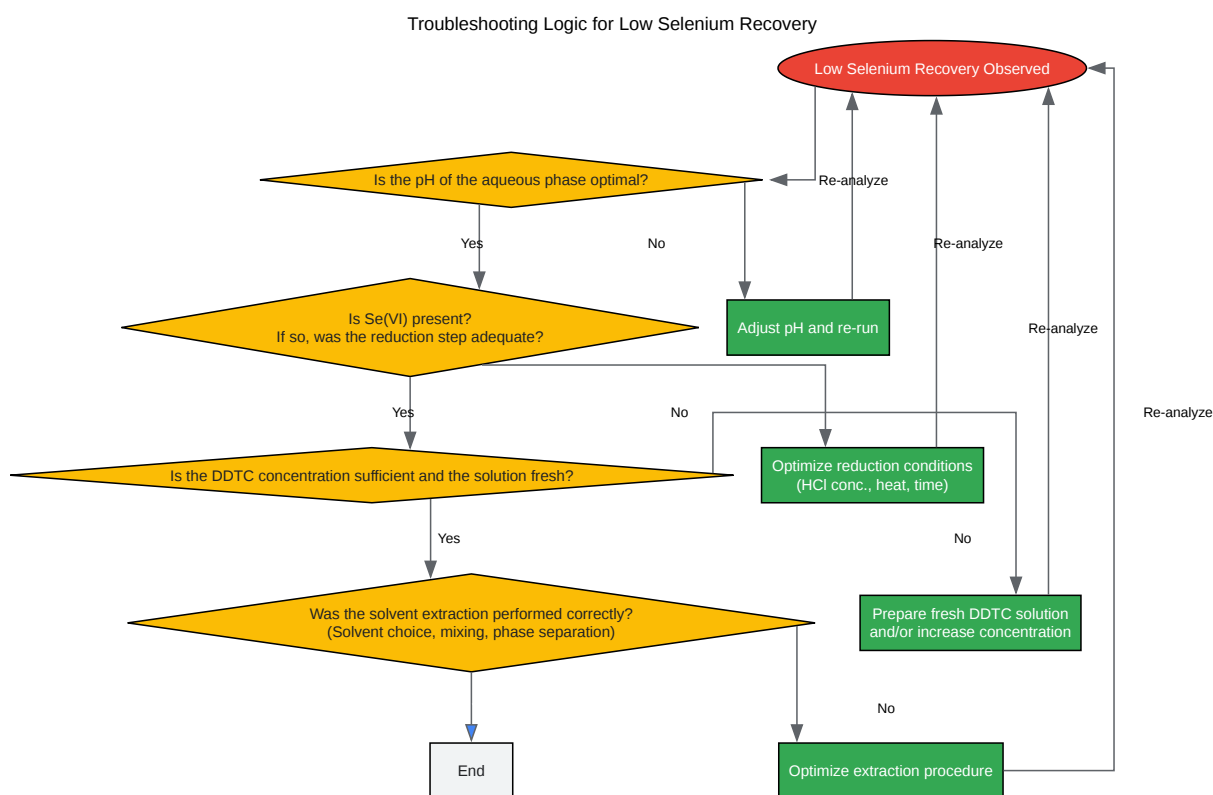 Troubleshooting Logic for Low Selenium Recovery
Low Selenium Recovery Observed
Is the pH of the aqueous phase optimal?
Re-analyze
Yes
No
Re-analyze
Is Se(VI) present?
If so, was the reduction step adequate?
Adjust pH and re-run
Re-analyze
Yes
No
Re-analyze
Is the DDTC concentration sufficient and the solution fresh?
Optimize reduction conditions
(HCl conc., heat, time)
Yes
No
Was the solvent extraction performed correctly?
(Solvent choice, mixing, phase separation)
Prepare fresh DDTC solution
and/or increase concentration
No
End
Optimize extraction procedure